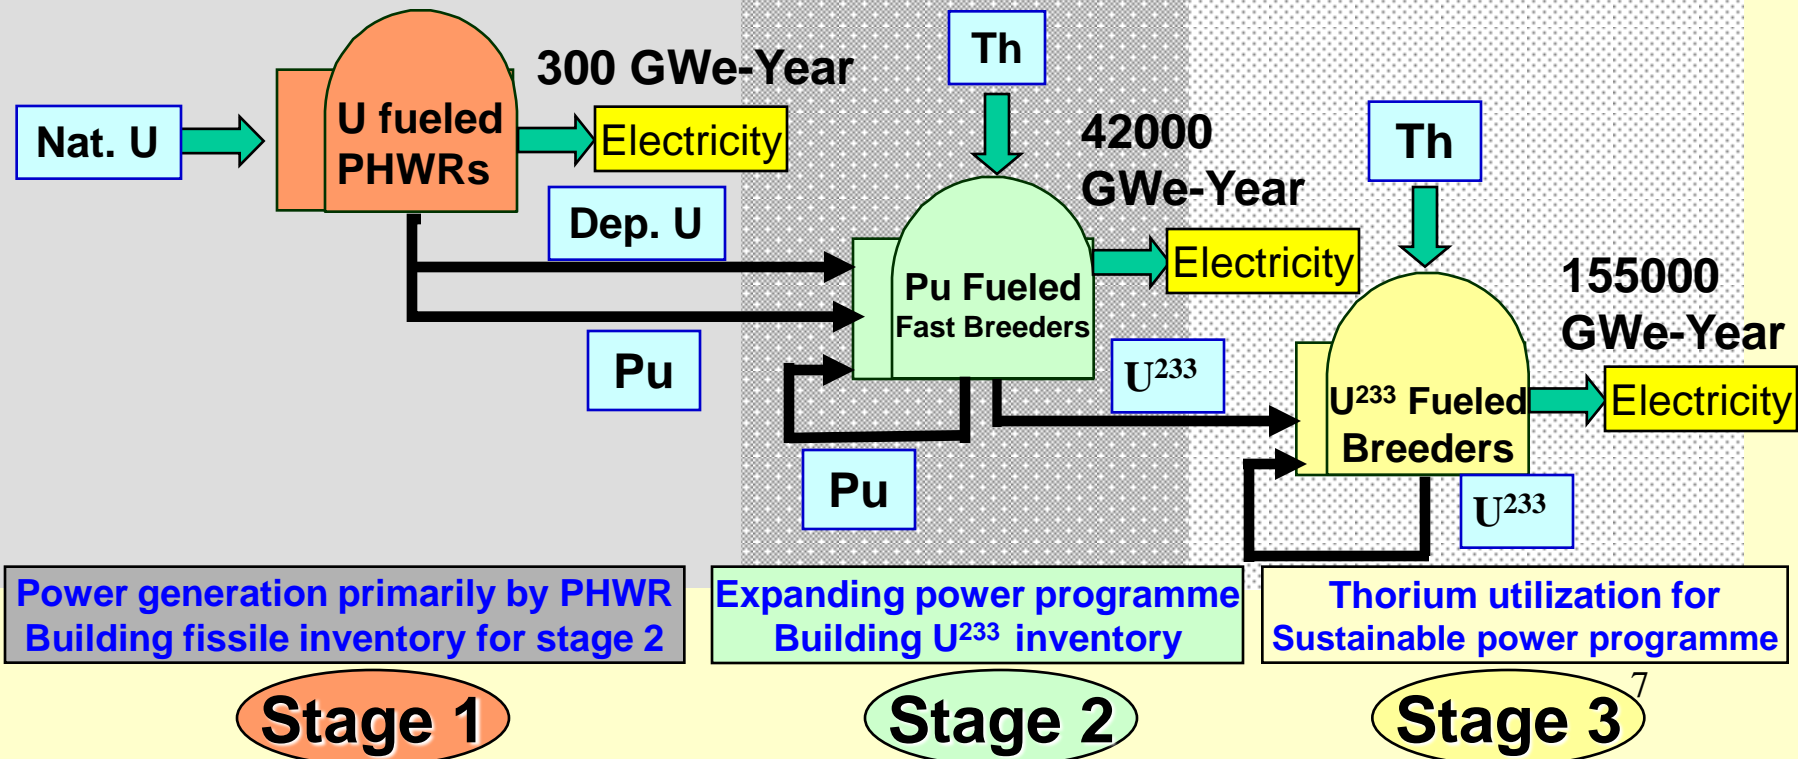 Nat. U
U fueled
PHWRs
300 GWe-Year
Electricity
Dep. U
Pu
Th
42000
GWe-Year
Pu Fueled
Fast Breeders
Electricity
U²³³
Pu
Th
155000
GWe-Year
U²³³ Fueled
Breeders
Electricity
U²³³
Power generation primarily by PHWR
Building fissile inventory for stage 2
Expanding power programme
Building U²³³ inventory
Thorium utilization for
Sustainable power programme
Stage 1
Stage 2
Stage 3
7